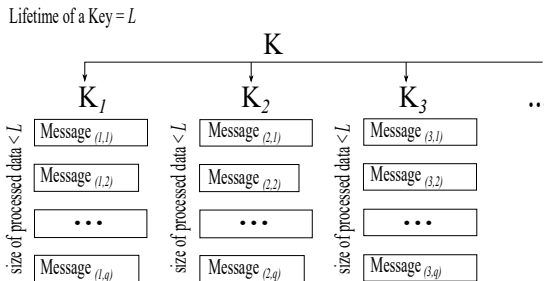 Lifetime of a Key = L
K
K1 K2 K3 ..
size of processed data < L
Message (1,1)
Message (1,2)
...
Message (1,q)
size of processed data < L
Message (2,1)
Message (2,2)
...
Message (2,q)
size of processed data < L
Message (3,1)
Message (3,2)
...
Message (3,q)